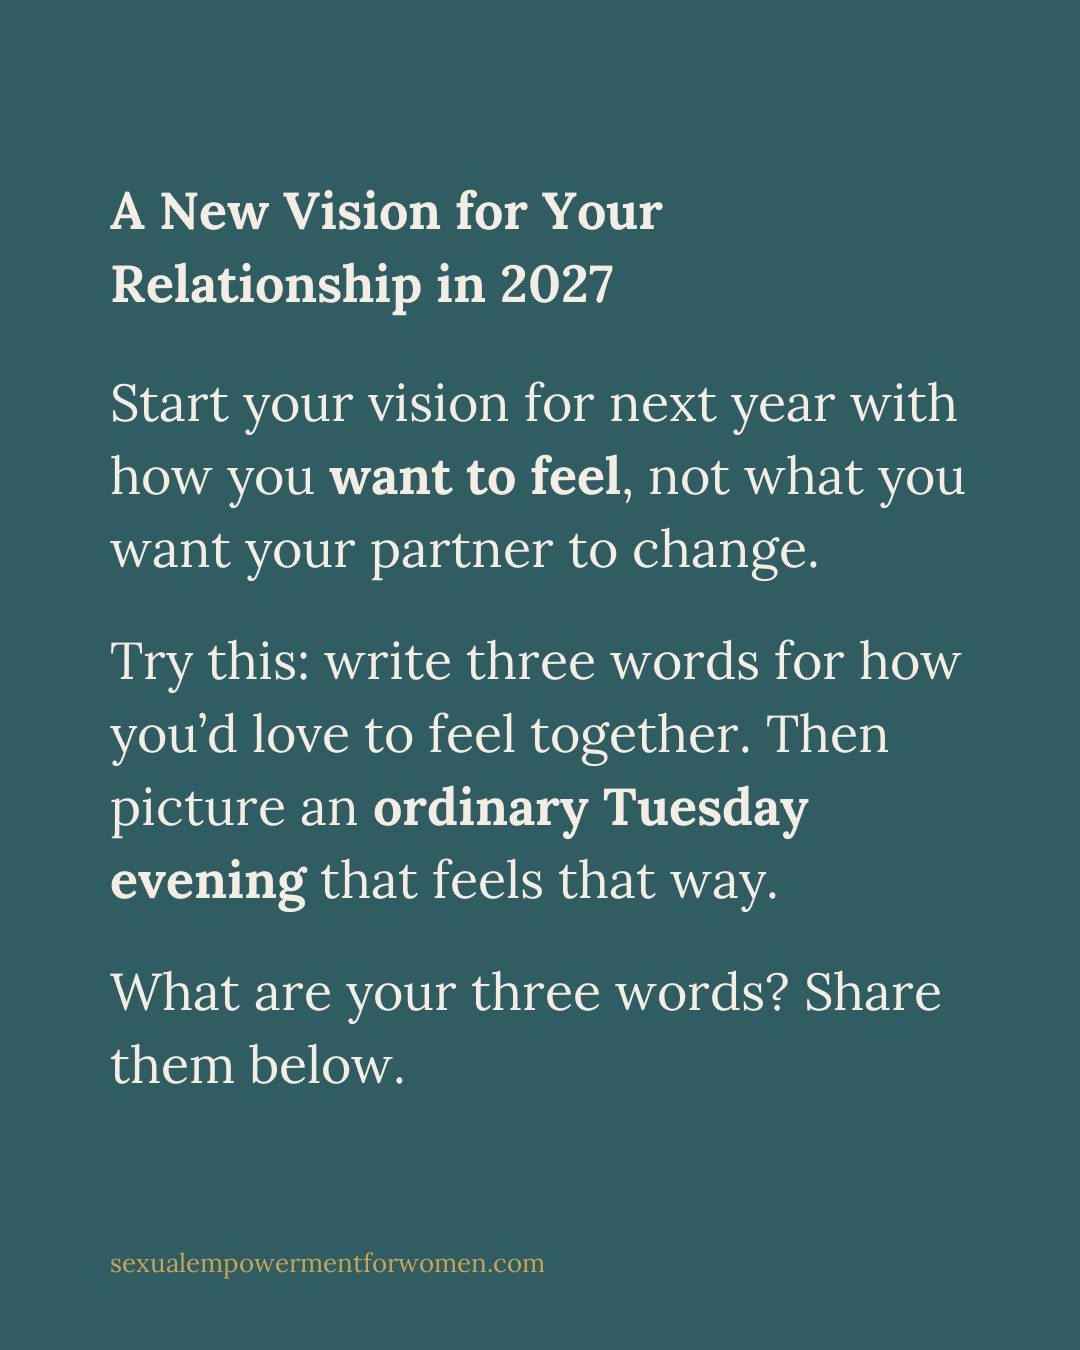 A New Vision for Your
Relationship in 2027
Start your vision for next year with
how you want to feel, not what you
want your partner to change.
Try this: write three words for how
you’d love to feel together. Then
picture an ordinary Tuesday
evening that feels that way.
What are your three words? Share
them below.
sexualempowermentforwomen.com